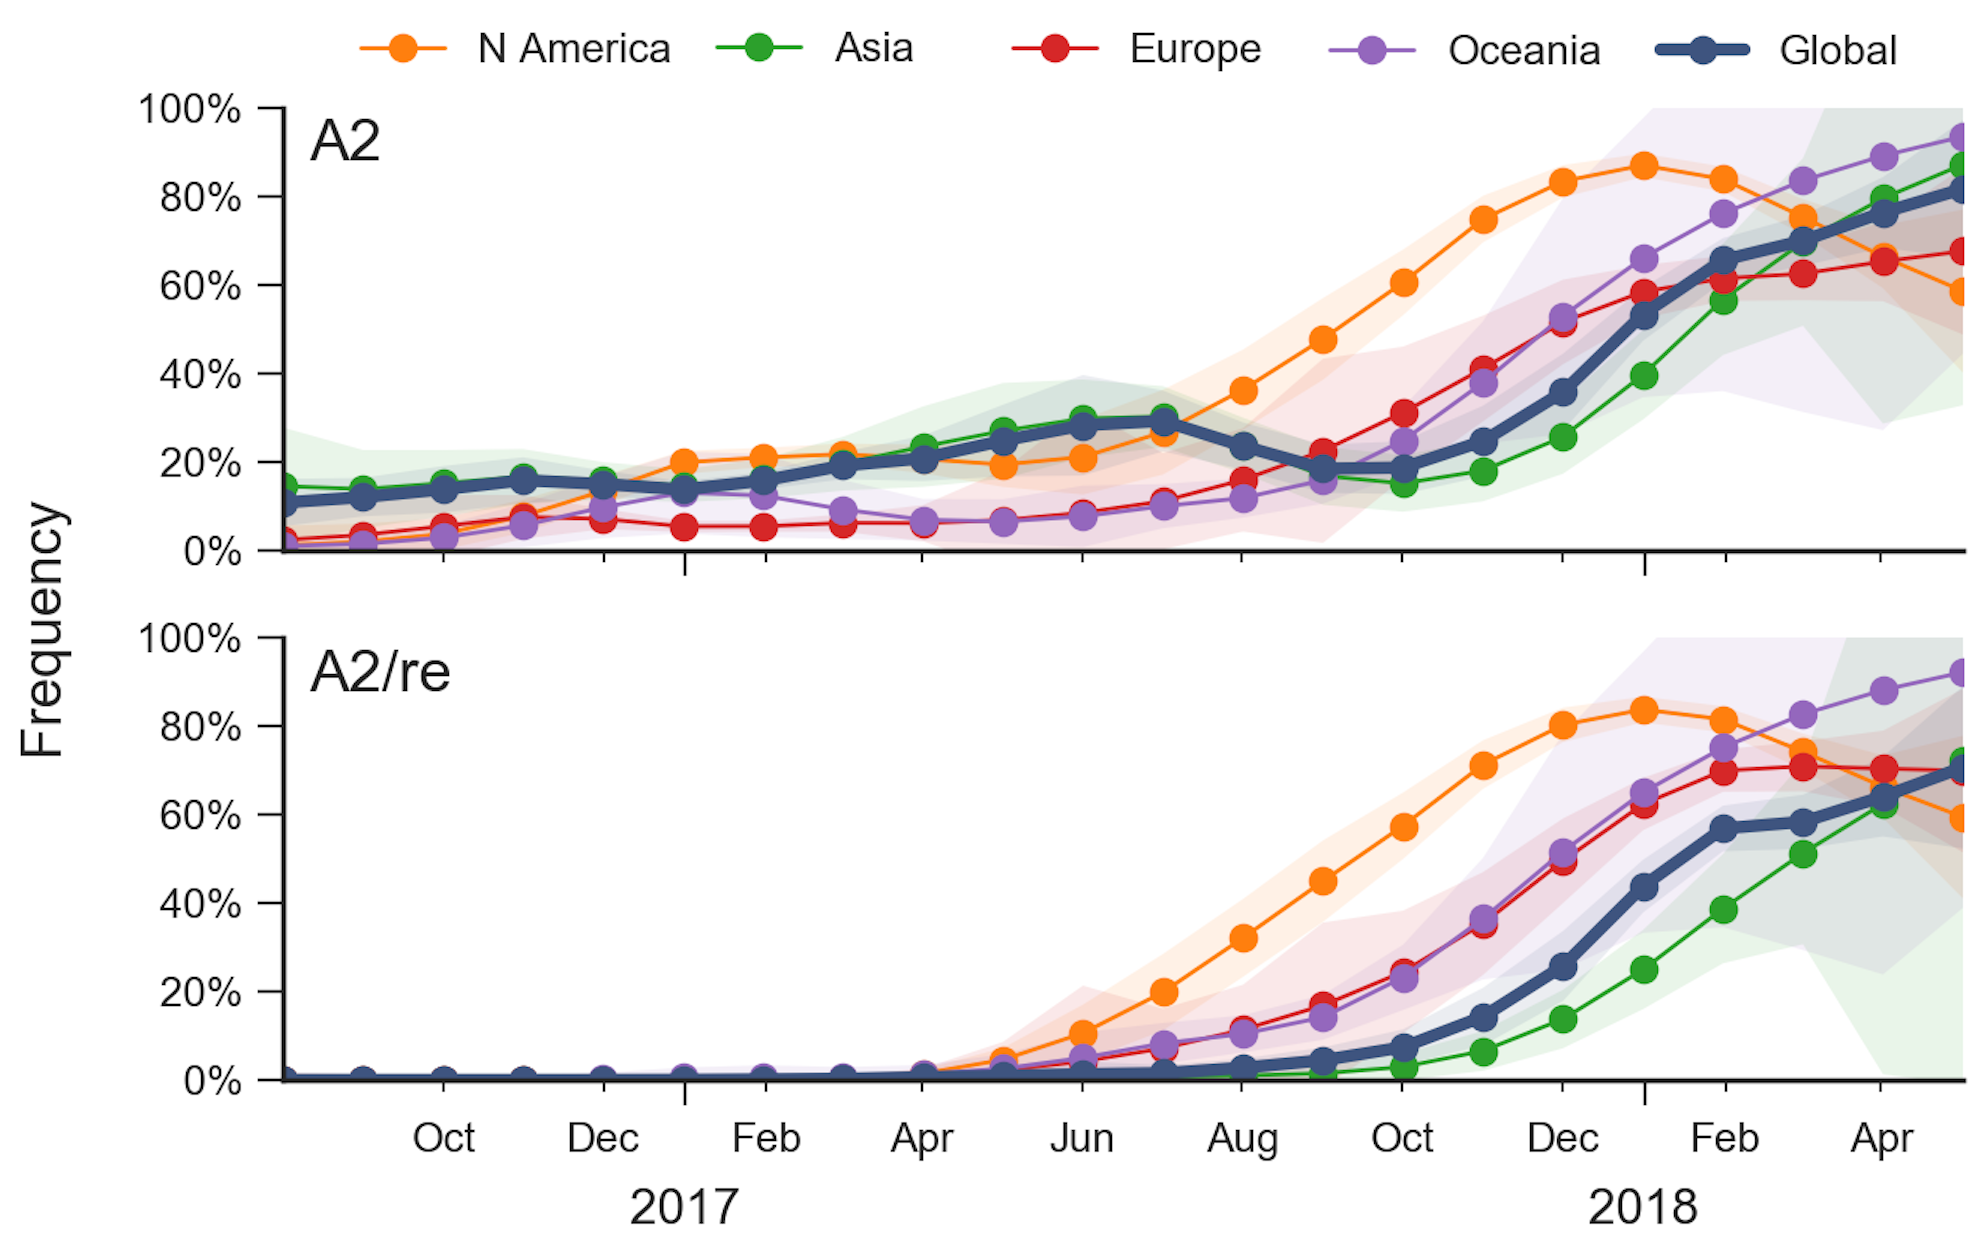 N America Asia Europe Oceania Global
A2
100%
80%
60%
40%
20%
0%
Frequency
A2/re
100%
80%
60%
40%
20%
0%
Oct Dec Feb Apr Jun Aug Oct Dec Feb Apr
2017 2018